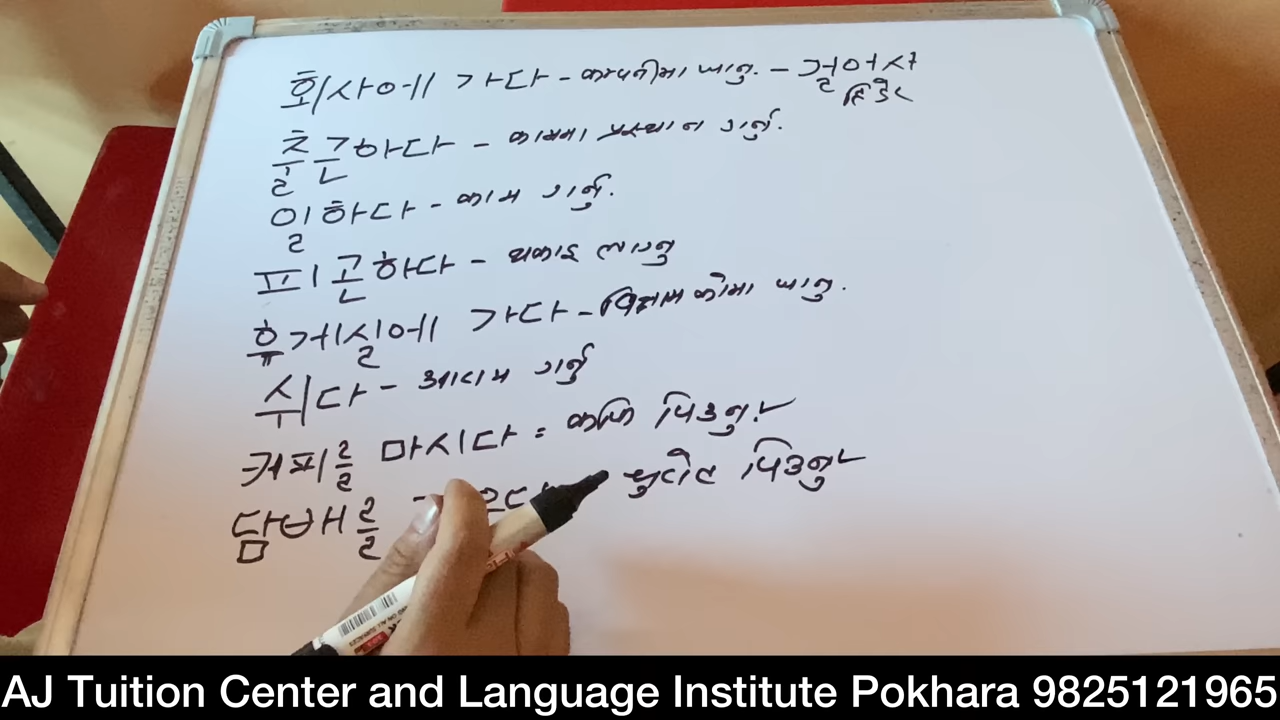 회사에 가다 - कम्पनीमा जानु. - 걸어서
हिँडेर
출근하다 - काममा प्रस्थान गर्नु.
일하다 - काम गर्नु.
피곤하다 - थकाइ लाग्नु
휴게실에 가다 - विश्राम कोमा जानु.
쉬다 - आराम गर्नु
커피를 마시다 = कफि पिउनु.
담배를 चुरोट पिउनु
AJ Tuition Center and Language Institute Pokhara 9825121965